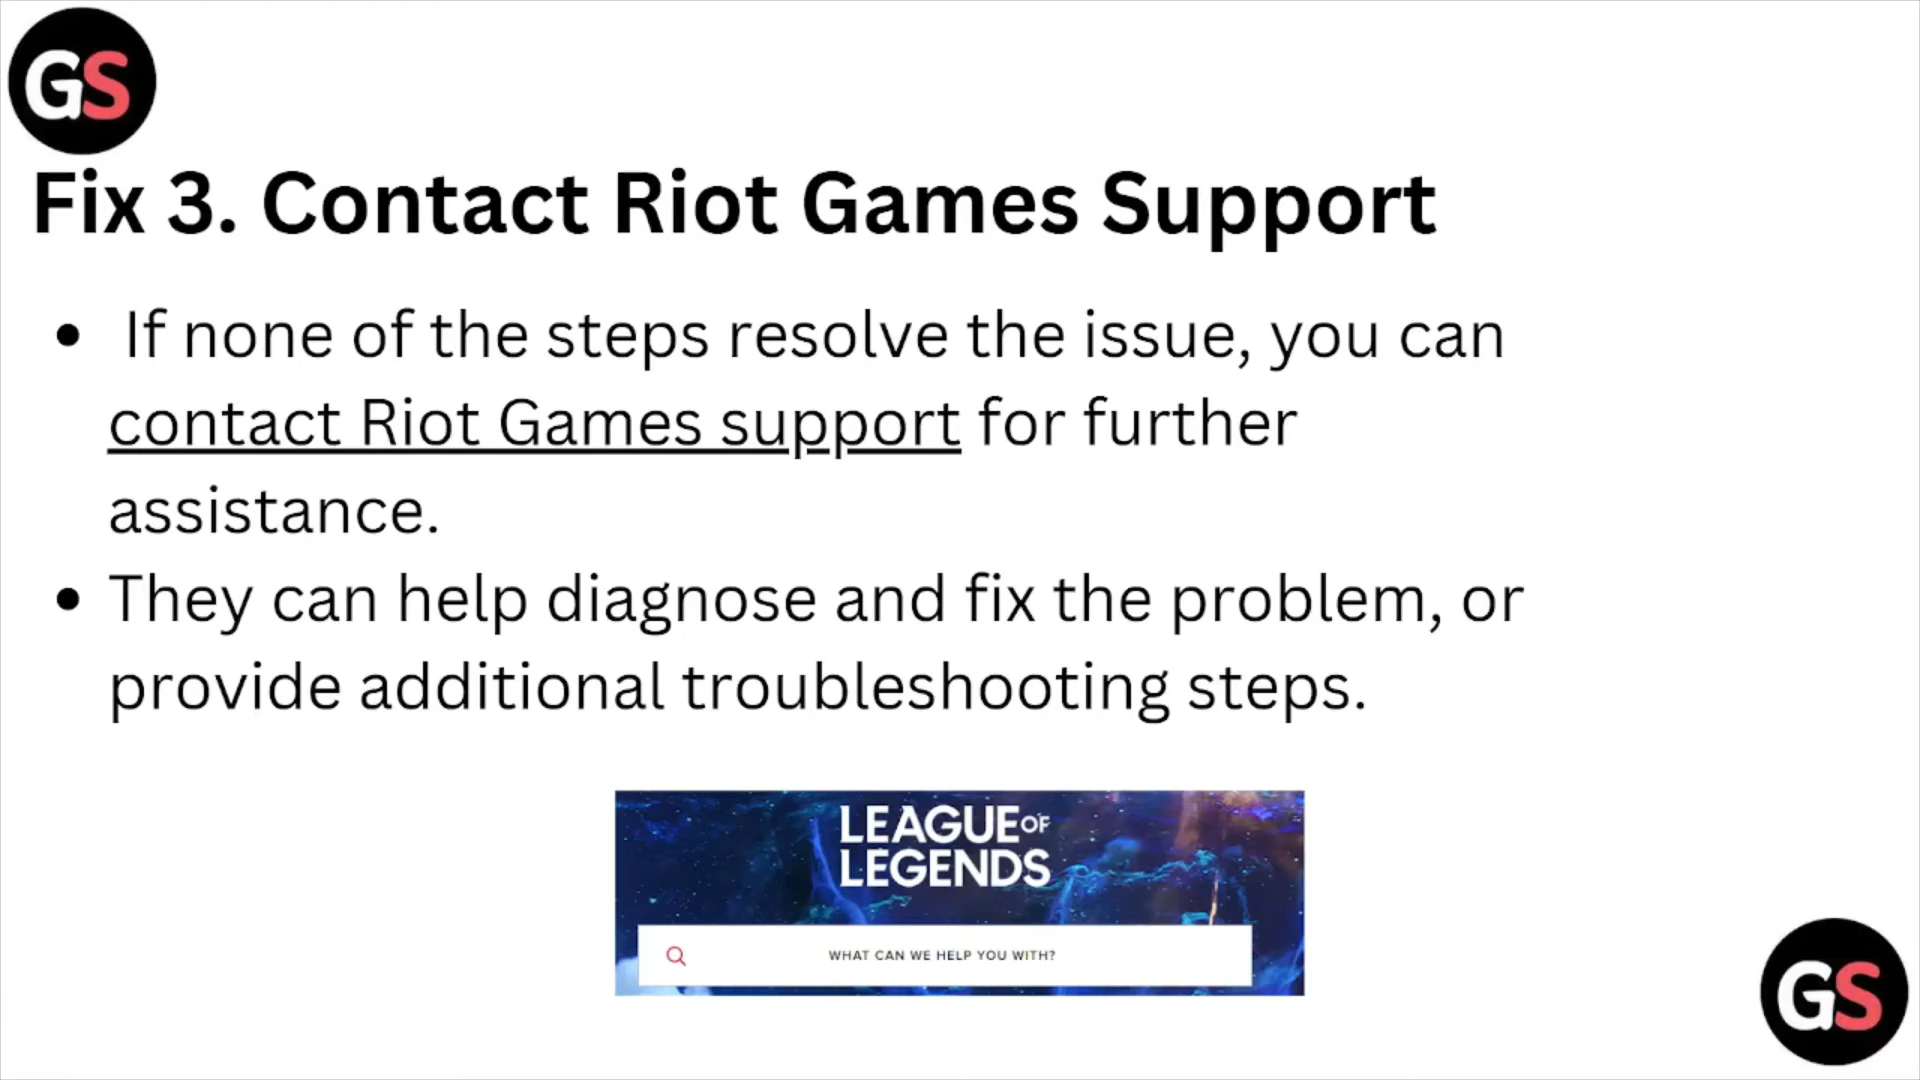 GS
Fix 3. Contact Riot Games Support
• If none of the steps resolve the issue, you can
contact Riot Games support for further
assistance.
• They can help diagnose and fix the problem, or
provide additional troubleshooting steps.
LEAGUE OF
LEGENDS
WHAT CAN WE HELP YOU WITH?
GS